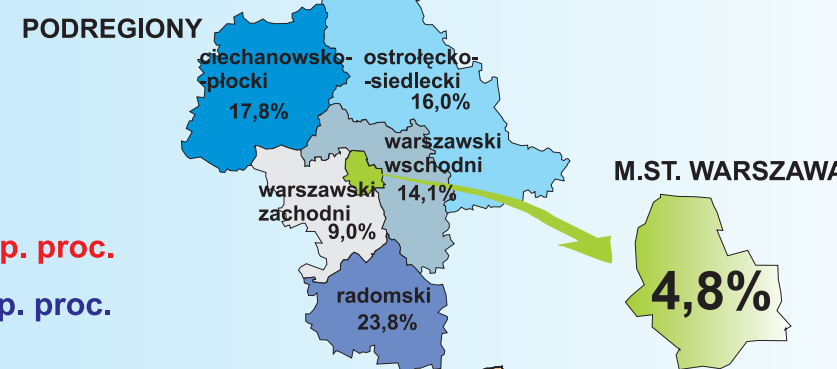 PODREGIONY
ciechanowsko-
-płocki
17,8%
ostrołęcko-
-siedlecki
16,0%
warszawski
wschodni
14,1%
M.ST. WARSZAWA
4,8%
warszawski
zachodni
9,0%
p. proc.
p. proc.
radomski
23,8%